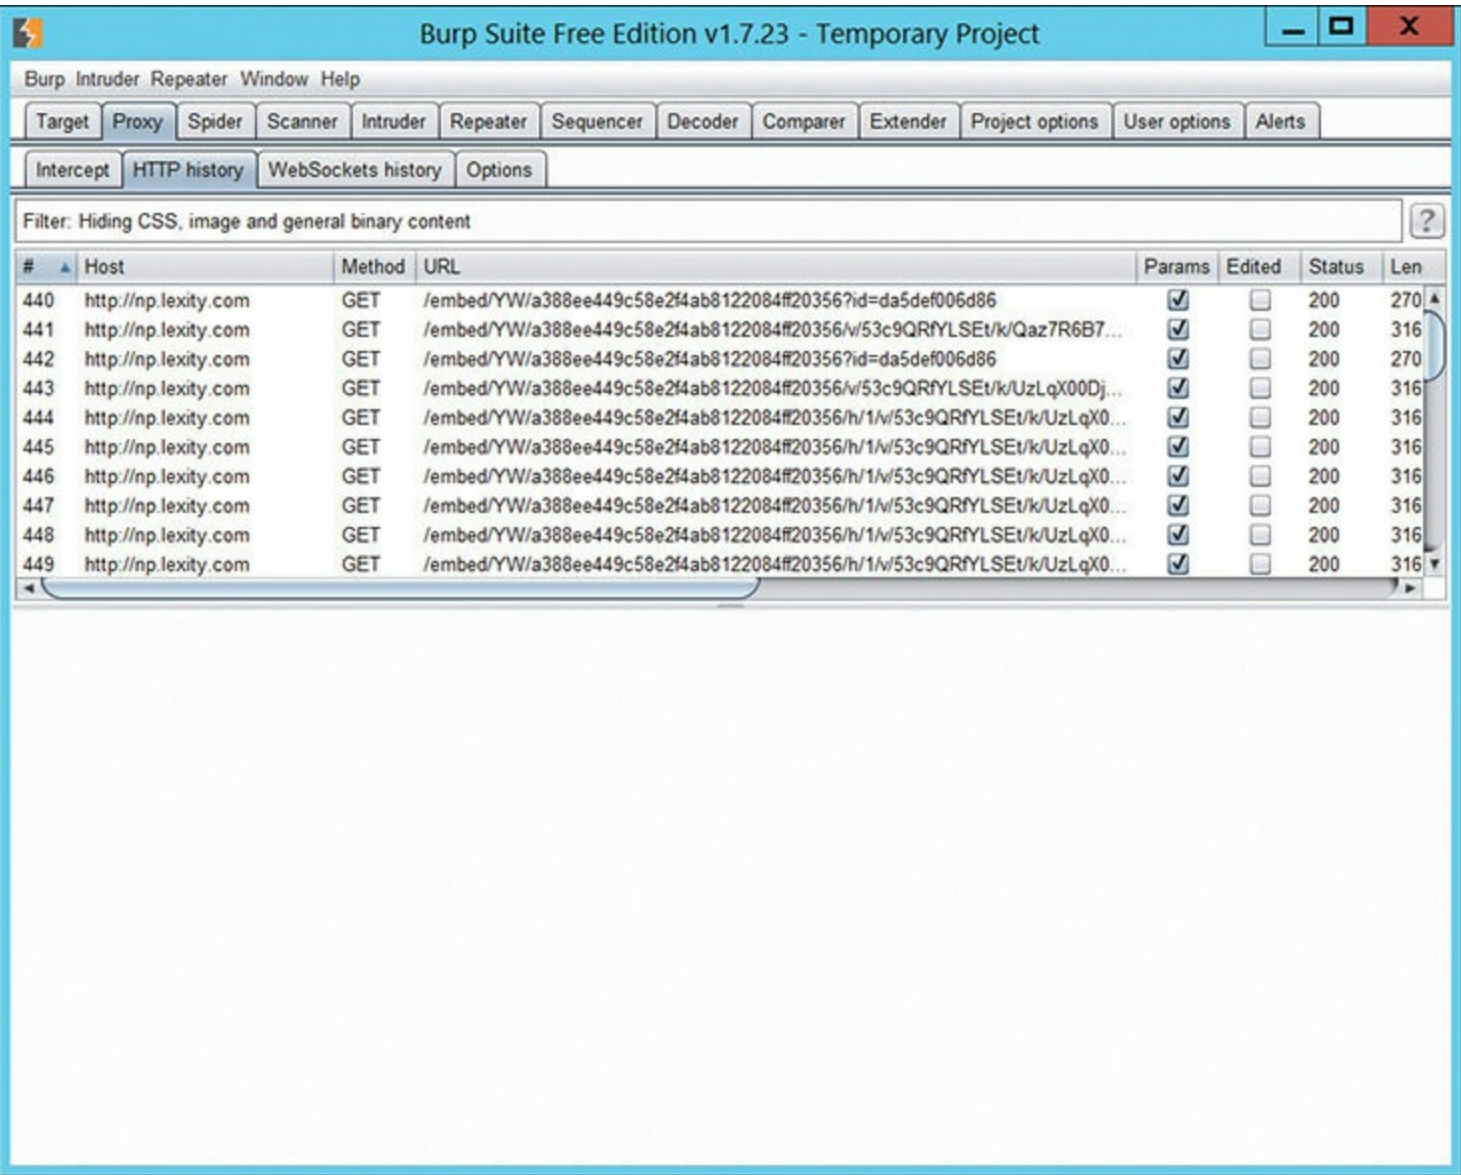 Burp Suite Free Edition v1.7.23 - Temporary Project
Burp Intruder Repeater Window Help
Target Proxy Spider Scanner Intruder Repeater Sequencer Decoder Comparer Extender Project options User options Alerts
Intercept HTTP history WebSockets history Options
Filter: Hiding CSS, image and general binary content ?
# Host Method URL Params Edited Status Len
440 http://np.lexity.com GET /embed/YW/a388ee449c58e2f4ab8122084ff20356?id=da5def006d86 200 270
441 http://np.lexity.com GET /embed/YW/a388ee449c58e2f4ab8122084ff20356/v/53c9QRfYLSEt/k/Qaz7R6B7... 200 316
442 http://np.lexity.com GET /embed/YW/a388ee449c58e2f4ab8122084ff20356?id=da5def006d86 200 270
443 http://np.lexity.com GET /embed/YW/a388ee449c58e2f4ab8122084ff20356/v/53c9QRfYLSEt/k/UzLqX00Dj... 200 316
444 http://np.lexity.com GET /embed/YW/a388ee449c58e2f4ab8122084ff20356/h/1/v/53c9QRfYLSEt/k/UzLqX0... 200 316
445 http://np.lexity.com GET /embed/YW/a388ee449c58e2f4ab8122084ff20356/h/1/v/53c9QRfYLSEt/k/UzLqX0... 200 316
446 http://np.lexity.com GET /embed/YW/a388ee449c58e2f4ab8122084ff20356/h/1/v/53c9QRfYLSEt/k/UzLqX0... 200 316
447 http://np.lexity.com GET /embed/YW/a388ee449c58e2f4ab8122084ff20356/h/1/v/53c9QRfYLSEt/k/UzLqX0... 200 316
448 http://np.lexity.com GET /embed/YW/a388ee449c58e2f4ab8122084ff20356/h/1/v/53c9QRfYLSEt/k/UzLqX0... 200 316
449 http://np.lexity.com GET /embed/YW/a388ee449c58e2f4ab8122084ff20356/h/1/v/53c9QRfYLSEt/k/UzLqX0... 200 316